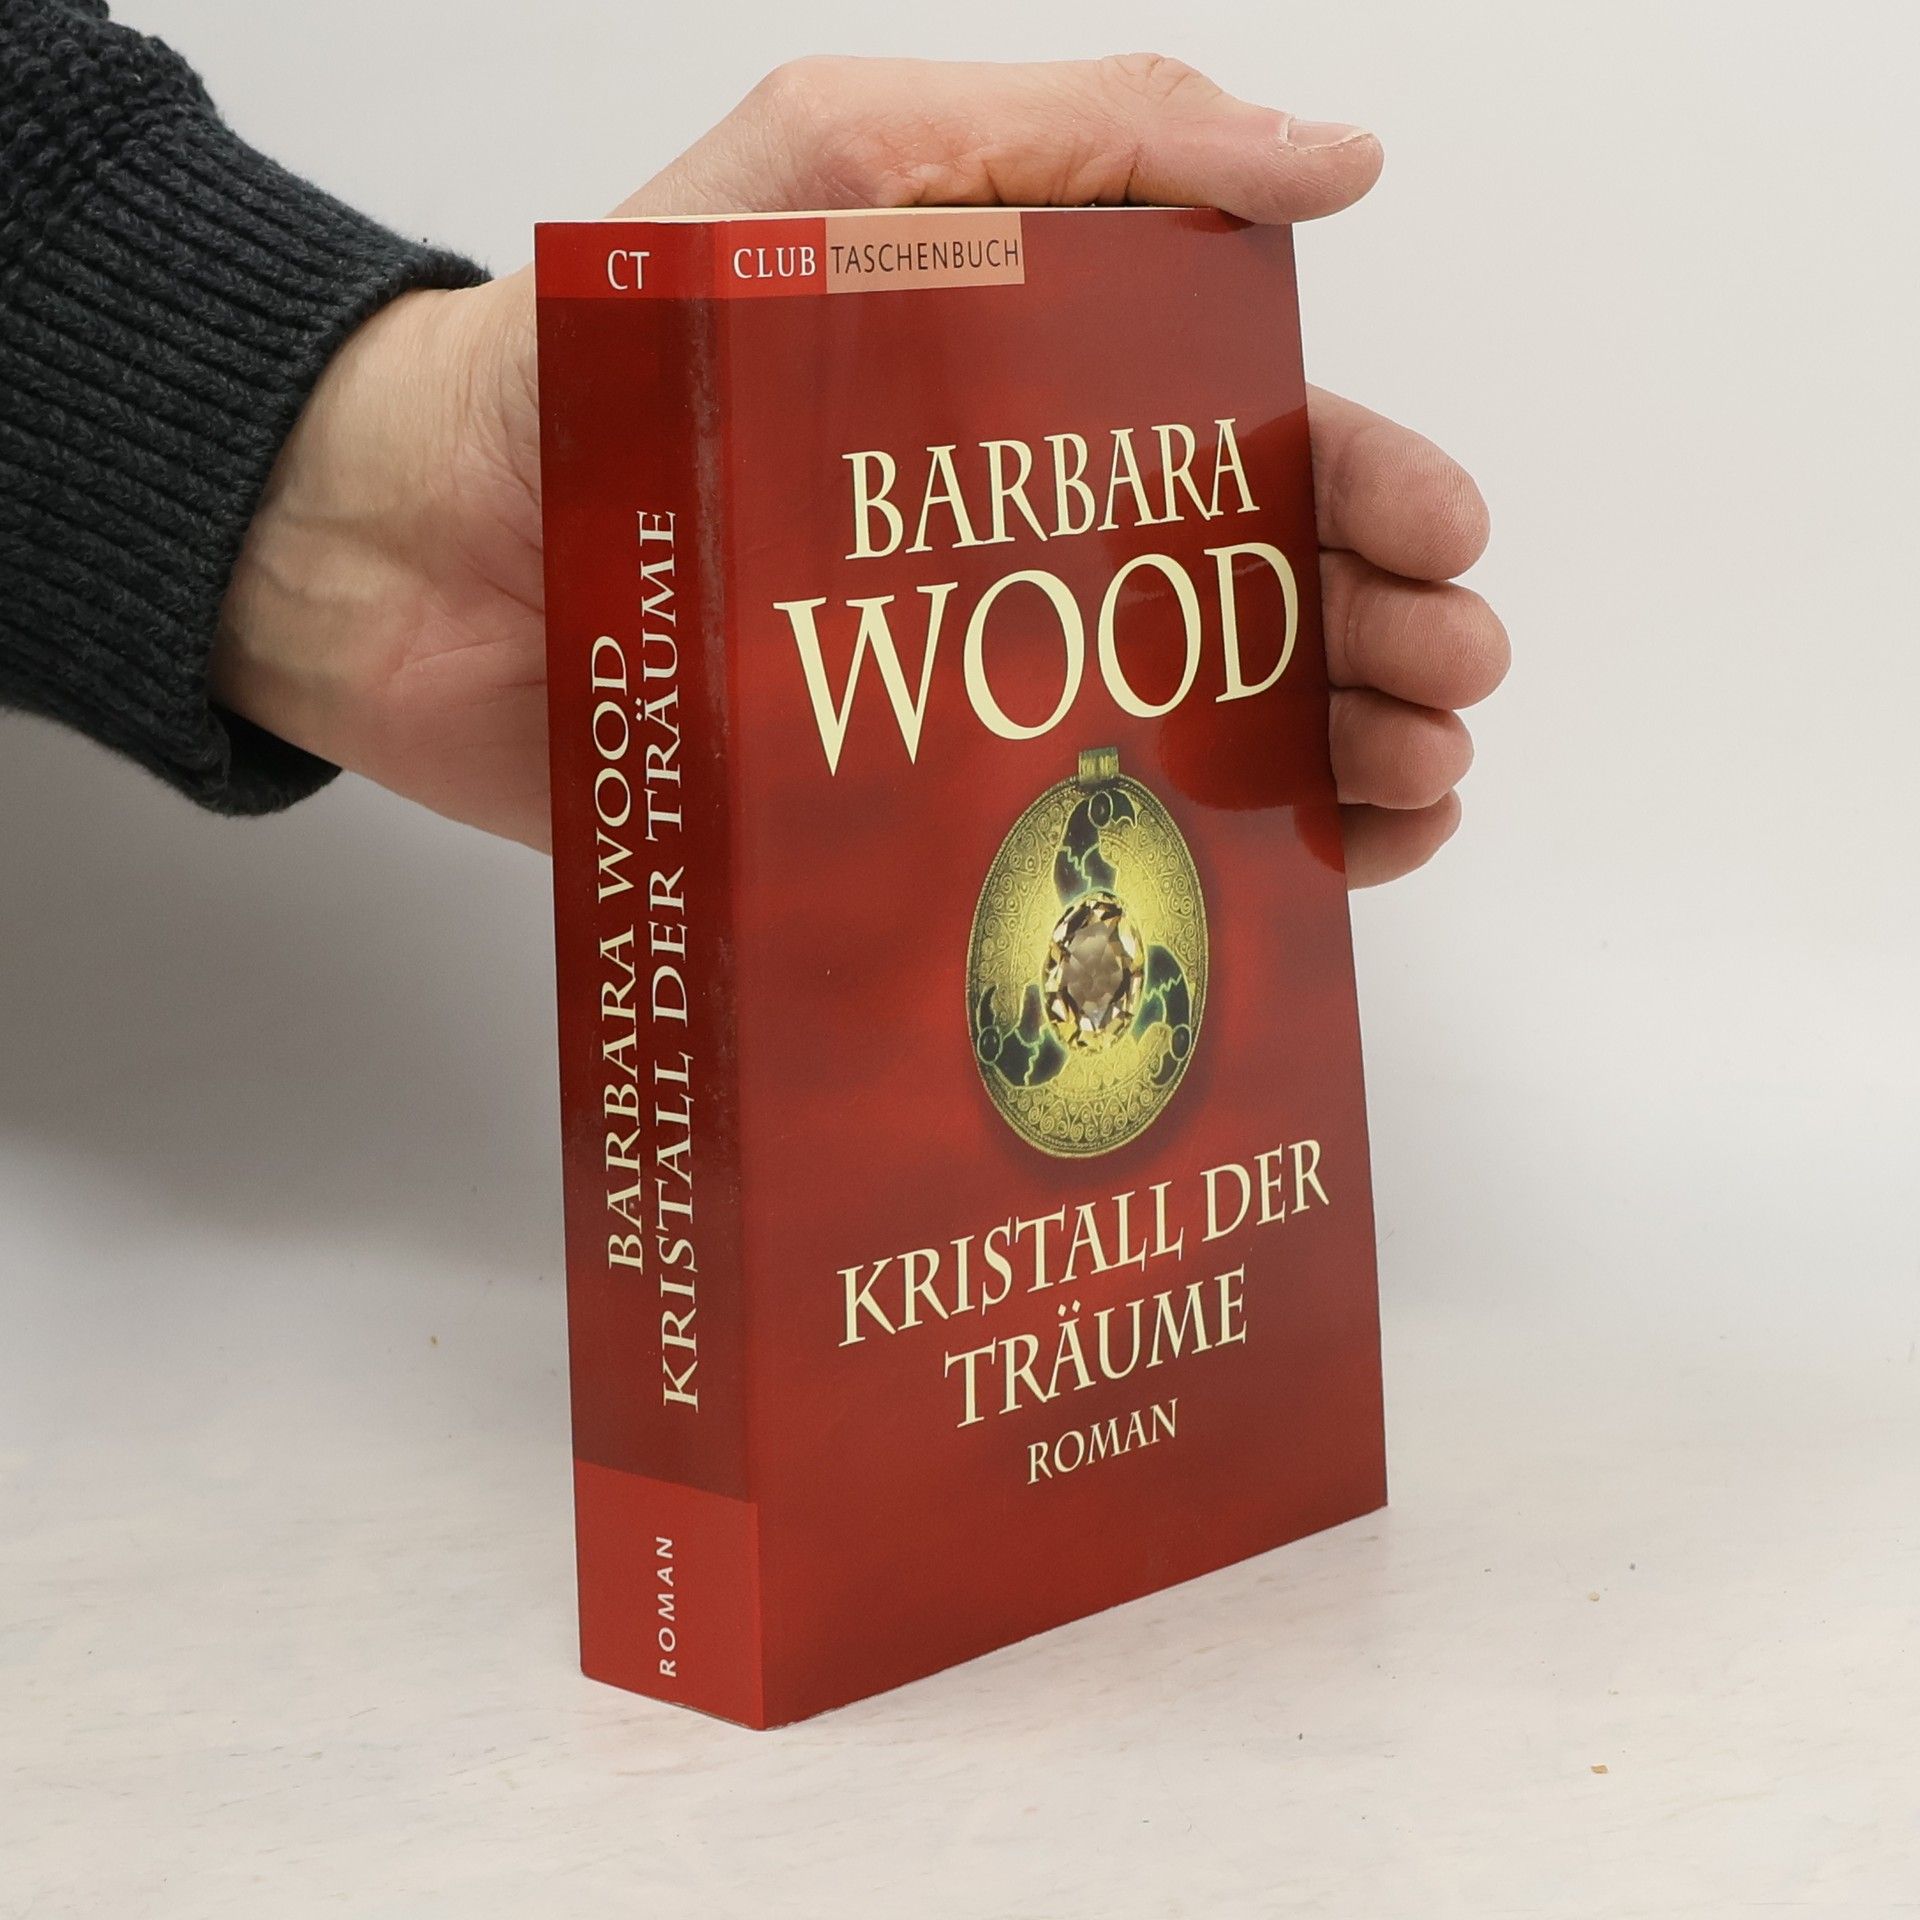 CT
BARBARA WOOD
KRISTALL DER TRÄUME
ROMAN
CLUB TASCHENBUCH
BARBARA
WOOD
KRISTALL DER
TRÄUME
ROMAN